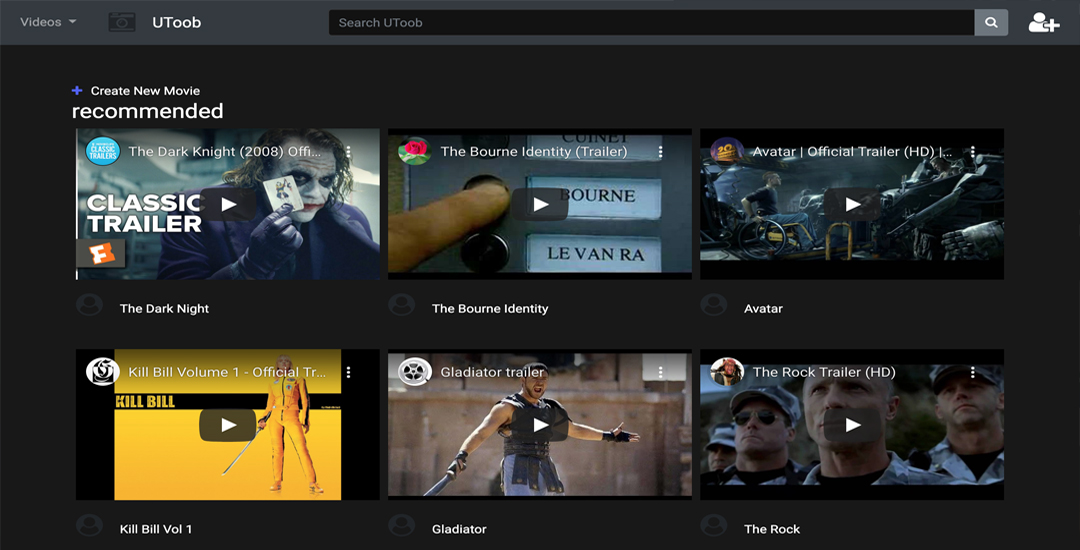 Videos
UToob
Search UToob
Create New Movie
recommended
The Dark Knight (2008) Offi...
CLASSIC
TRAILERS
CLASSIC
TRAILER
The Bourne Identity (Trailer)
CUINET
BOURNE
LE VAN RA
Avatar | Official Trailer (HD) |...
The Dark Night
The Bourne Identity
Avatar
Kill Bill Volume 1 - Official Tr...
KILL BILL
Gladiator trailer
The Rock Trailer (HD)
Kill Bill Vol 1
Gladiator
The Rock